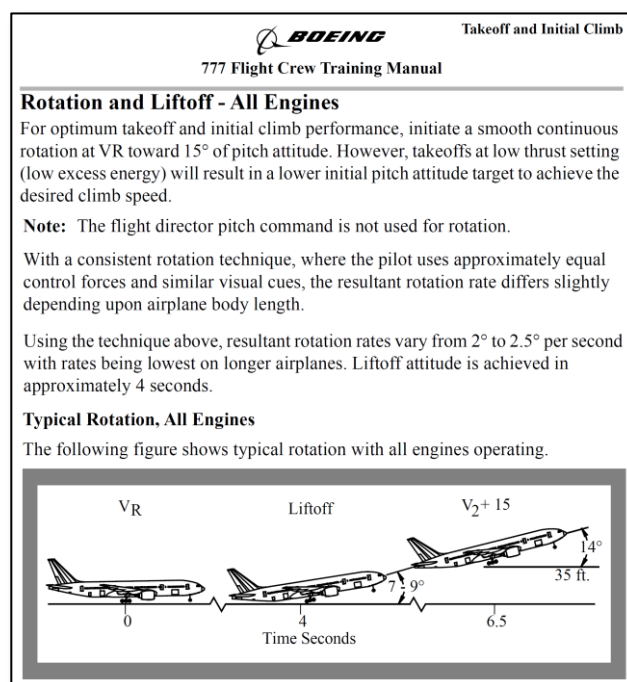 BOEING
Takeoff and Initial Climb
777 Flight Crew Training Manual
Rotation and Liftoff - All Engines
For optimum takeoff and initial climb performance, initiate a smooth continuous
rotation at VR toward 15° of pitch attitude. However, takeoffs at low thrust setting
(low excess energy) will result in a lower initial pitch attitude target to achieve the
desired climb speed.
Note: The flight director pitch command is not used for rotation.
With a consistent rotation technique, where the pilot uses approximately equal
control forces and similar visual cues, the resultant rotation rate differs slightly
depending upon airplane body length.
Using the technique above, resultant rotation rates vary from 2° to 2.5° per second
with rates being lowest on longer airplanes. Liftoff attitude is achieved in
approximately 4 seconds.
Typical Rotation, All Engines
The following figure shows typical rotation with all engines operating.
VR Liftoff V2+ 15
14°
7 - 9°
35 ft.
0 4 6.5
Time Seconds